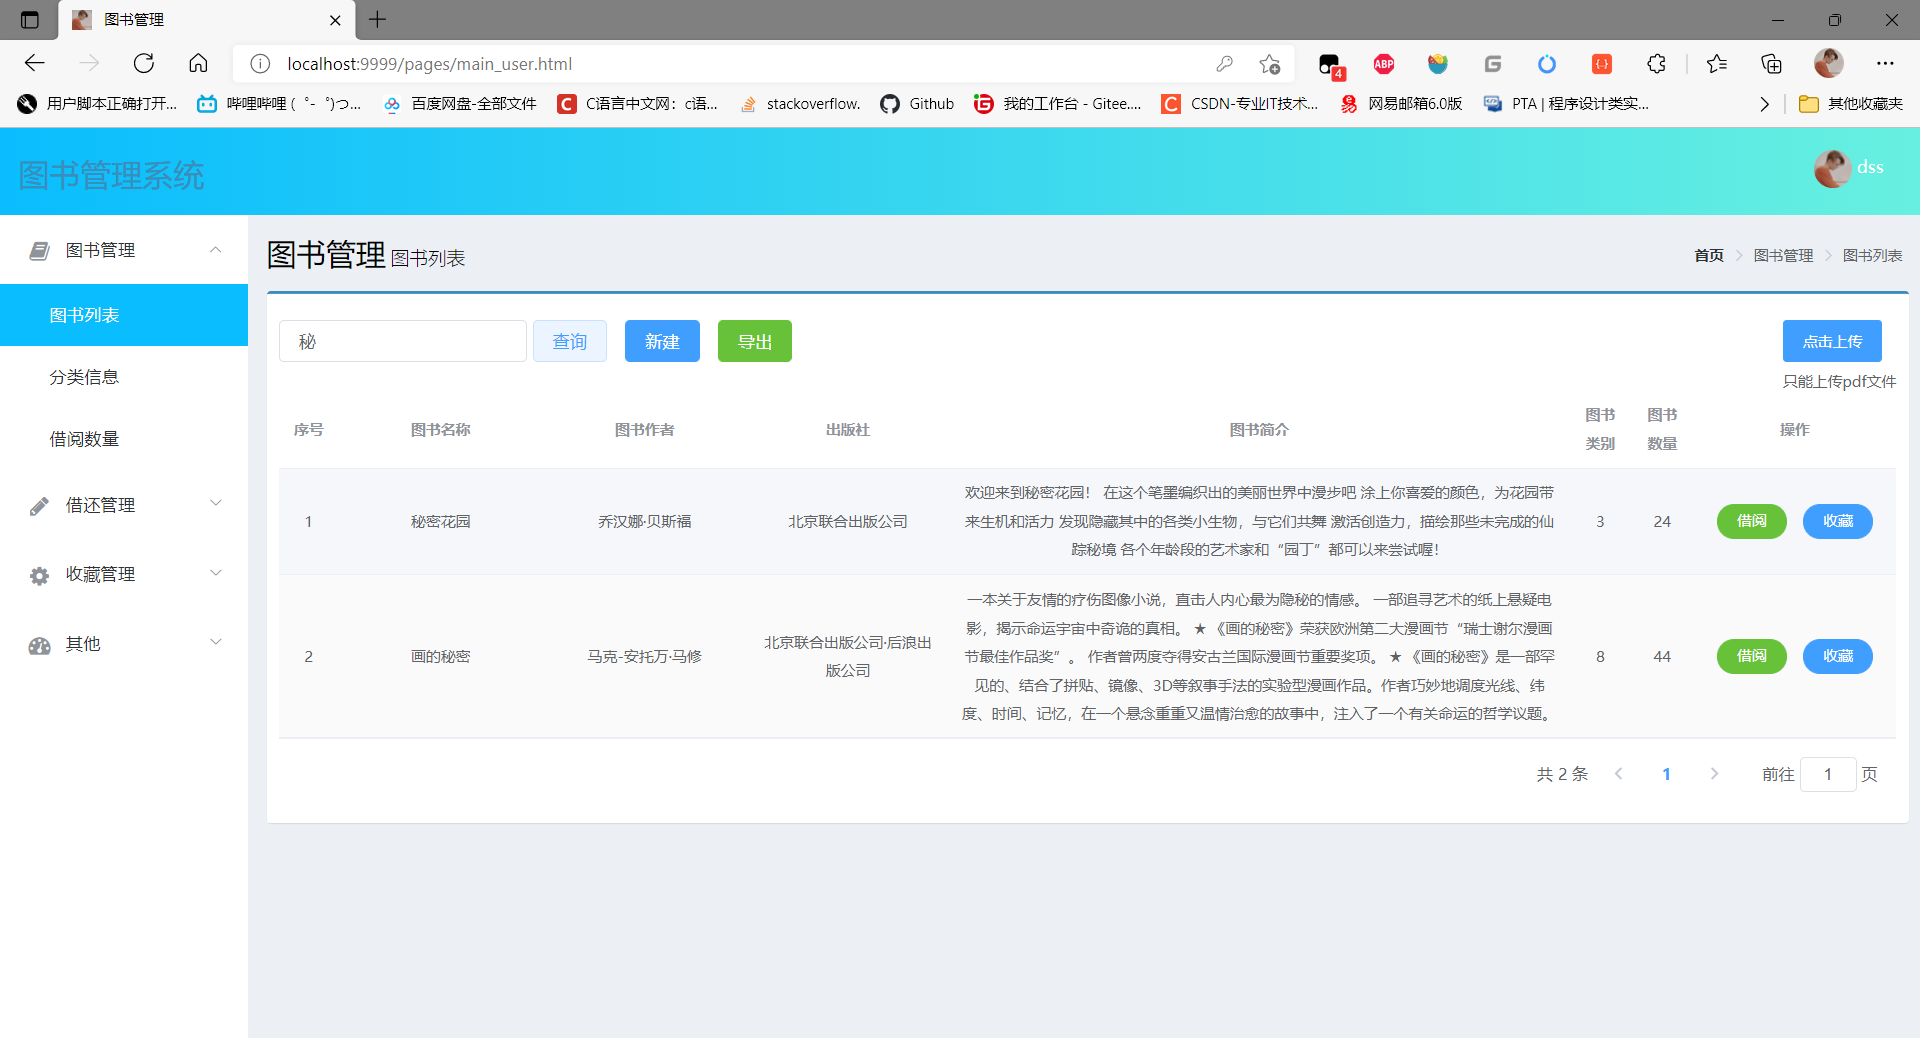 图书管理
localhost:9999/pages/main_user.html
4
ABP
用户脚本正确打开...
哔哩哔哩 ( ゜- ゜)つ...
百度网盘-全部文件
C语言中文网：c语...
stackoverflow.
Github
我的工作台 - Gitee....
CSDN-专业IT技术...
网易邮箱6.0版
PTA | 程序设计类实...
其他收藏夹
图书管理系统
dss
图书管理
图书列表
分类信息
借阅数量
借还管理
收藏管理
其他
图书管理 图书列表
首页 > 图书管理 > 图书列表
秘
查询
新建
导出
点击上传
只能上传pdf文件
序号 图书名称 图书作者 出版社 图书简介 图书类别 图书数量 操作
1 秘密花园 乔汉娜·贝斯福 北京联合出版公司
欢迎来到秘密花园！ 在这个笔墨编织出的美丽世界中漫步吧 涂上你喜爱的颜色，为花园带
来生机和活力 发现隐藏其中的各类小生物，与它们共舞 激活创造力，描绘那些未完成的仙
踪秘境 各个年龄段的艺术家和“园丁”都可以来尝试喔！
3 24 借阅 收藏
2 画的秘密 马克-安托万·马修
北京联合出版公司·后浪出
版公司
一本关于友情的疗伤图像小说，直击人内心最为隐秘的情感。 一部追寻艺术的纸上悬疑电
影，揭示命运宇宙中奇诡的真相。 ★ 《画的秘密》荣获欧洲第二大漫画节“瑞士谢尔漫画
节最佳作品奖”。 作者曾两度夺得安古兰国际漫画节重要奖项。 ★ 《画的秘密》是一部罕
见的、结合了拼贴、镜像、3D等叙事手法的实验型漫画作品。作者巧妙地调度光线、纬
度、时间、记忆，在一个悬念重重又温情治愈的故事中，注入了一个有关命运的哲学议题。
8 44 借阅 收藏
共 2 条 1 前往 1 页